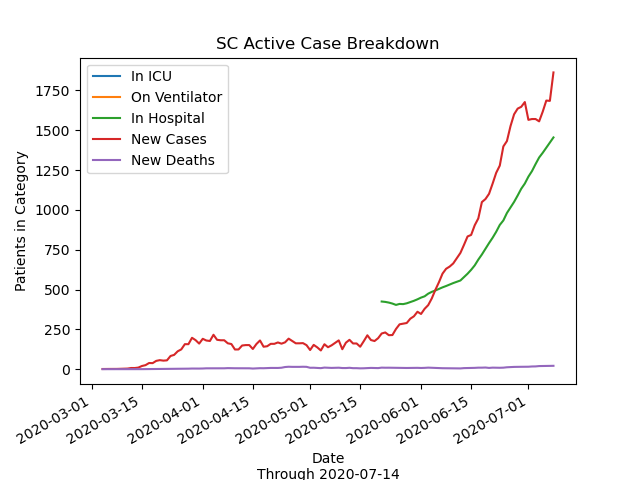 SC Active Case Breakdown
In ICU
On Ventilator
In Hospital
New Cases
New Deaths
Patients in Category
1750
1500
1250
1000
750
500
250
0
2020-03-01
2020-03-15
2020-04-01
2020-04-15
2020-05-01
2020-05-15
2020-06-01
2020-06-15
2020-07-01
Date
Through 2020-07-14